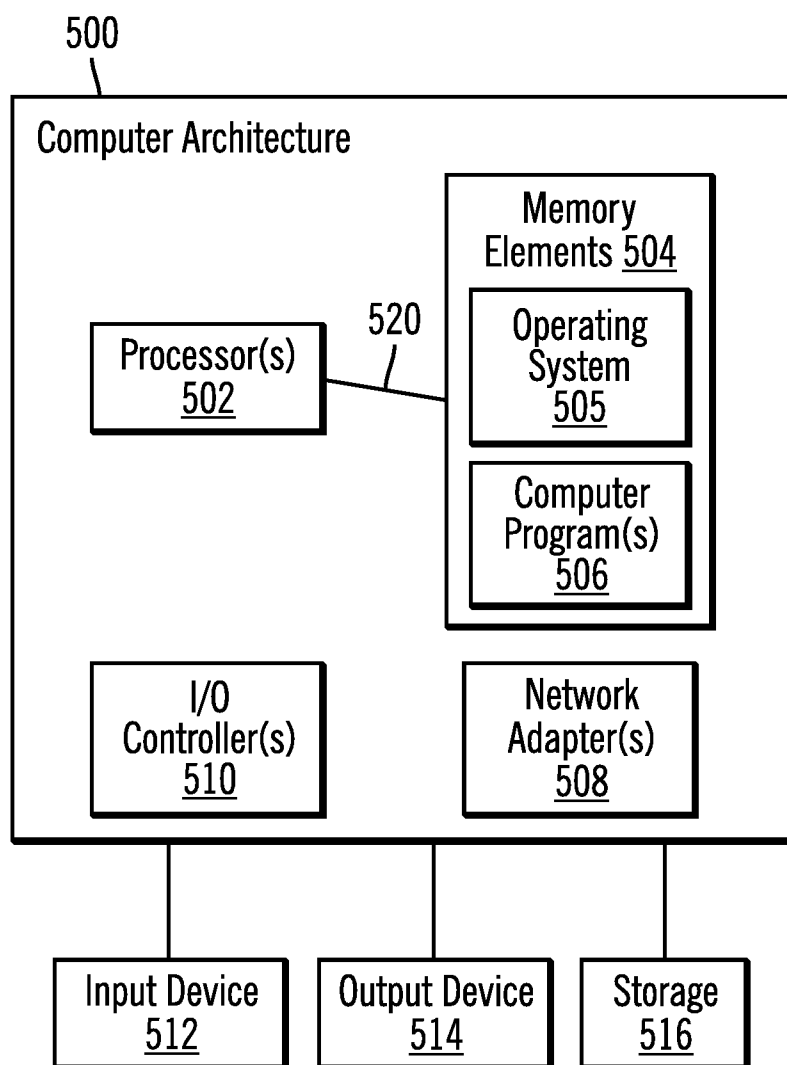 500
Computer Architecture
Memory
Elements 504
Operating
System
505
520
Processor(s)
502
Computer
Program(s)
506
I/O
Controller(s)
510
Network
Adapter(s)
508
Input Device
512
Output Device
514
Storage
516